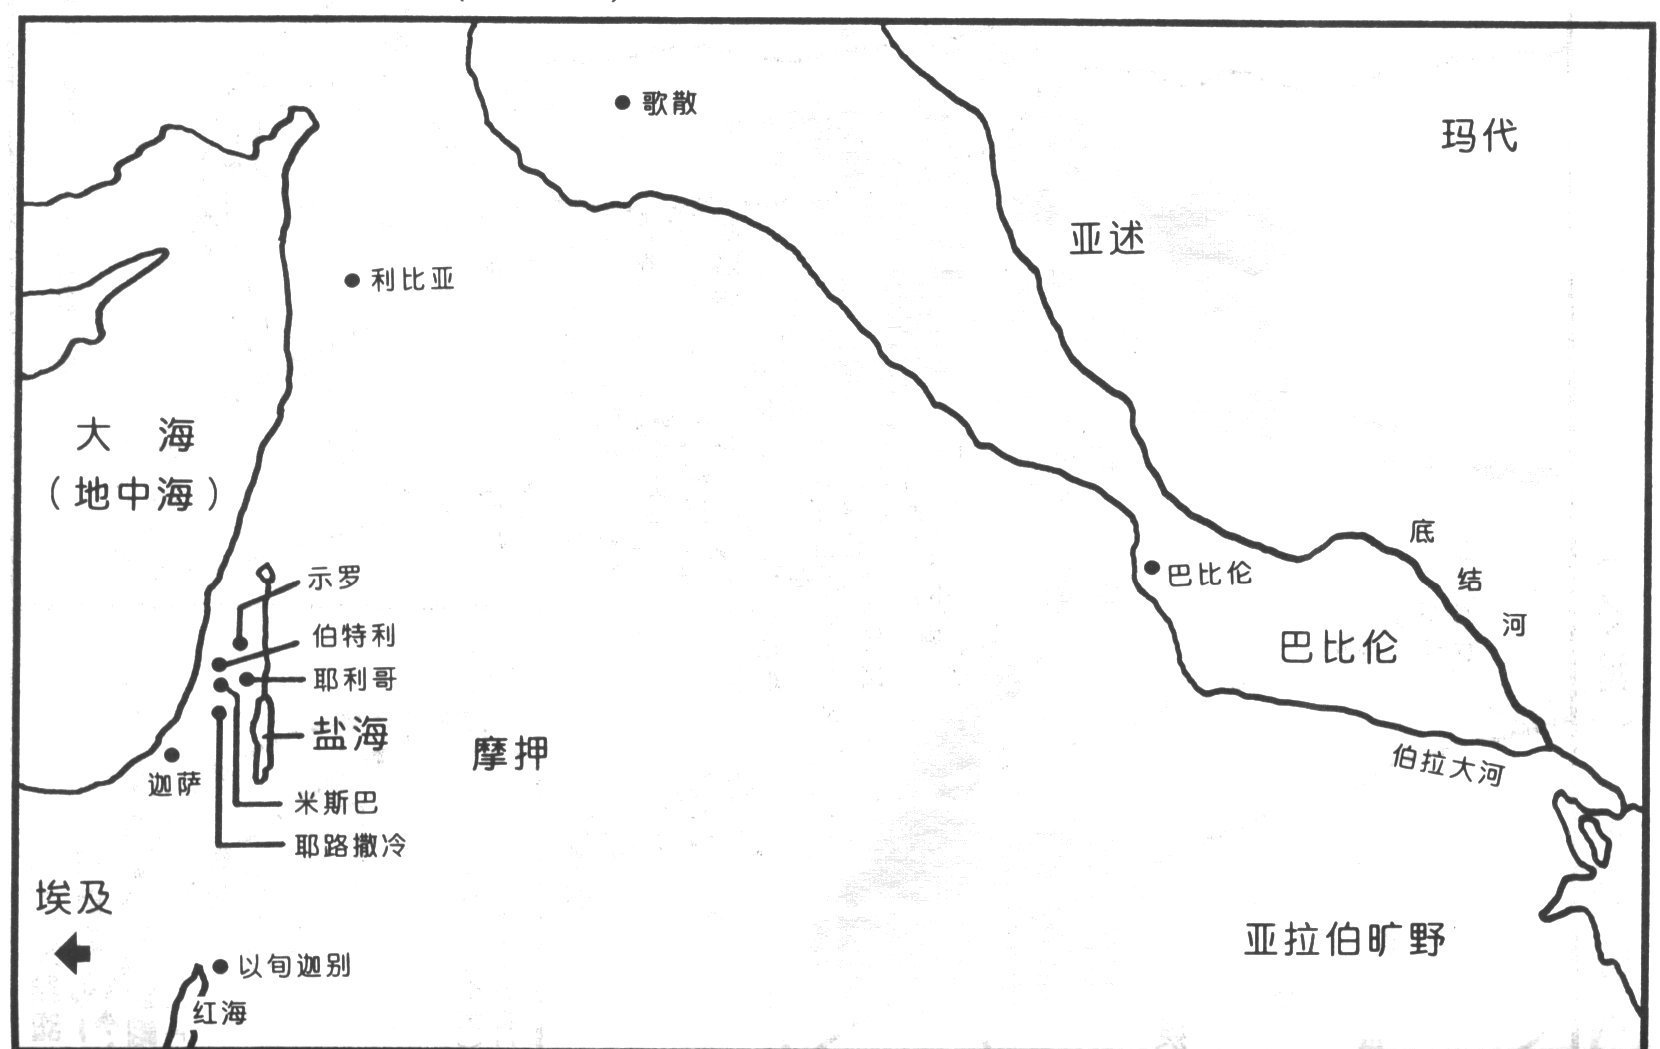 歌散
玛代
亚述
利比亚
大 海
（地中海）
底结河
巴比伦
示罗
伯特利
巴比伦
耶利哥
盐海
摩押
迦萨
伯拉大河
米斯巴
耶路撒冷
埃及
亚拉伯旷野
以旬迦别
红海